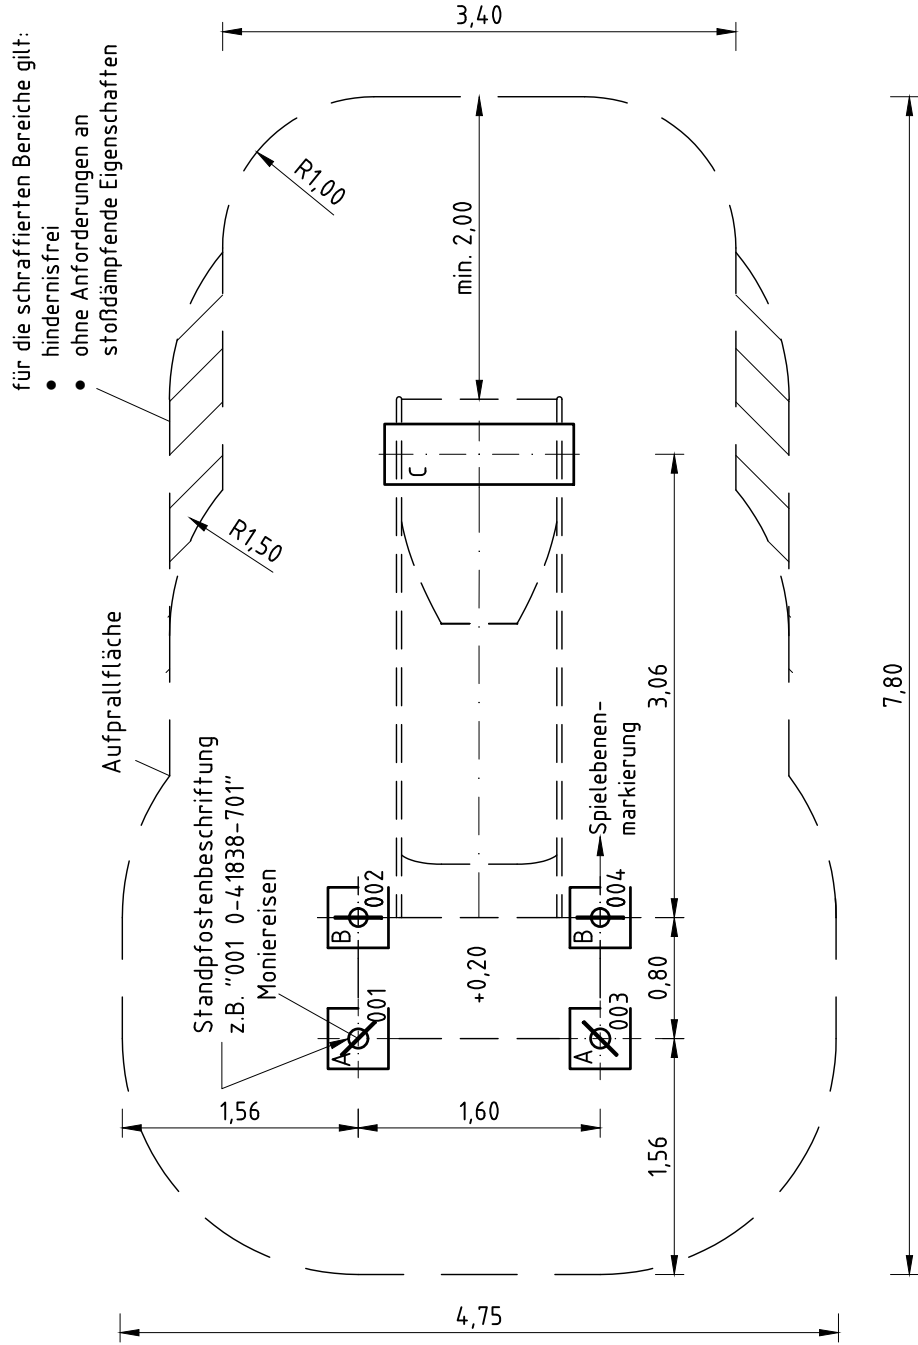 3,40
für die schraffierten Bereiche gilt:
• hindernisfrei
• ohne Anforderungen an
stoßdämpfende Eigenschaften
R1,00
min. 2,00
C
R1,50
Aufprallfläche
3,06
7,80
Standpfostenbeschriftung
z.B. "001 0-41838-701"
Moniereisen
Spielebenen-
markierung
B
002
B
004
+0,20
0,80
A
001
A
003
1,56
1,60
1,56
4,75